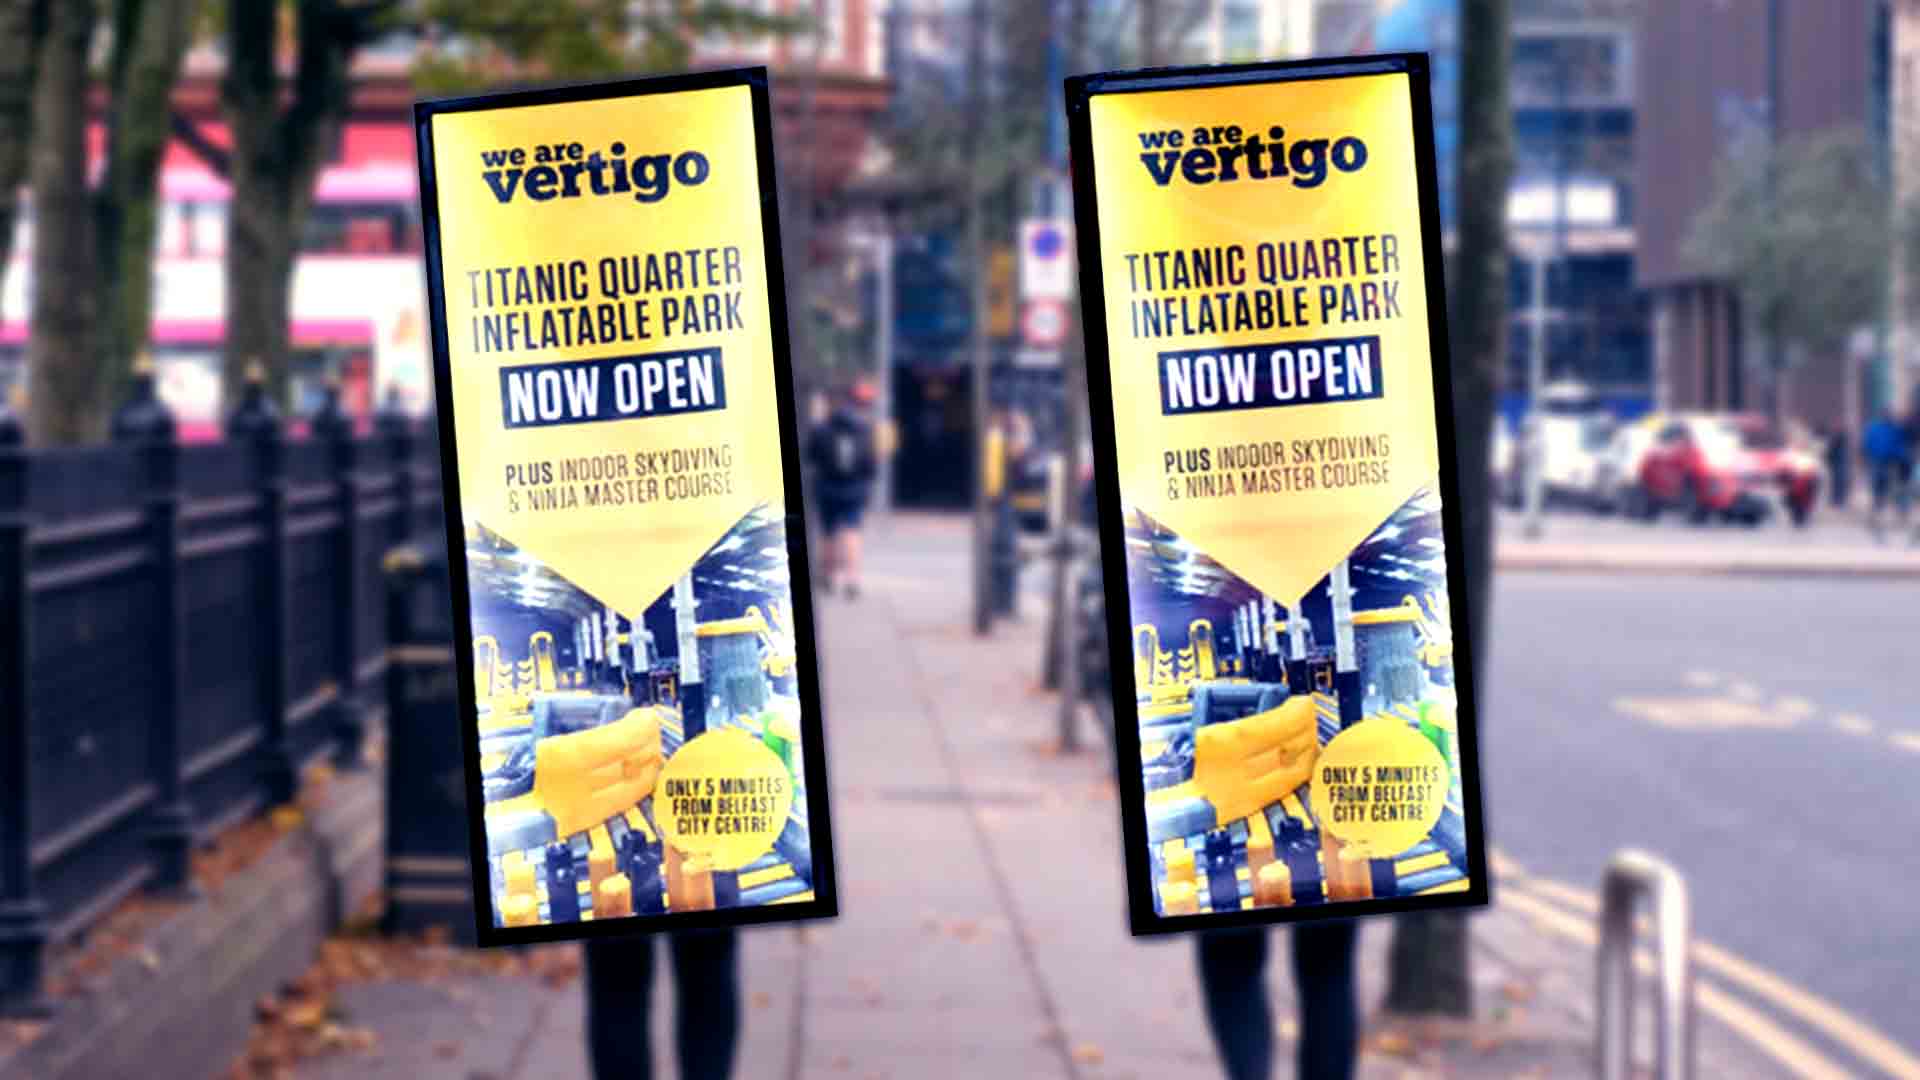 we are
vertigo
TITANIC QUARTER
INFLATABLE PARK
NOW OPEN
PLUS INDOOR SKYDIVING
& NINJA MASTER COURSE
ONLY 5 MINUTES
FROM BELFAST
CITY CENTRE!
we are
vertigo
TITANIC QUARTER
INFLATABLE PARK
NOW OPEN
PLUS INDOOR SKYDIVING
& NINJA MASTER COURSE
ONLY 5 MINUTES
FROM BELFAST
CITY CENTRE!